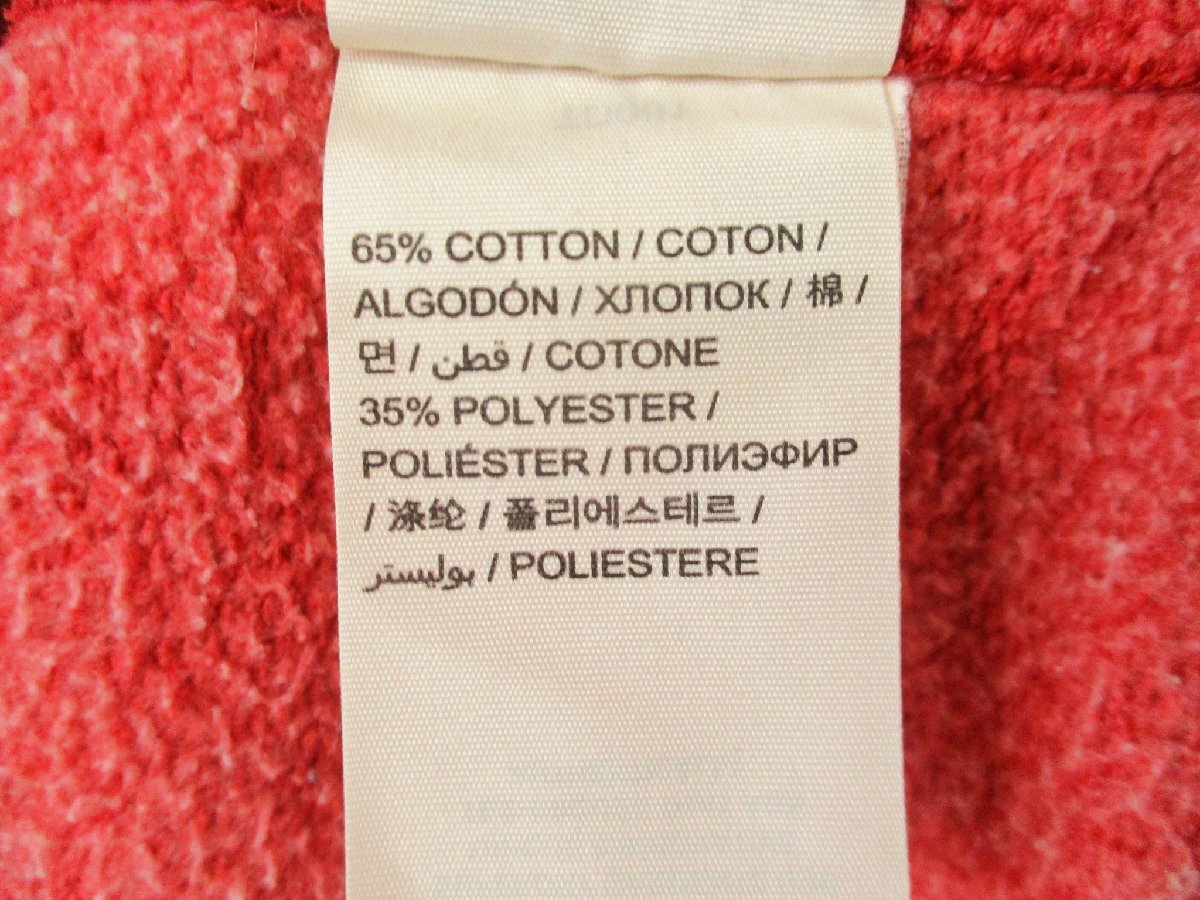 65% COTTON / COTON /
ALGODÓN / ХЛОПОК / 棉 /
면 / قطن / COTONE
35% POLYESTER /
POLIÉSTER / ПОЛИЭФИР
/ 涤纶 / 폴리에스테르 /
بوليستر / POLIESTERE